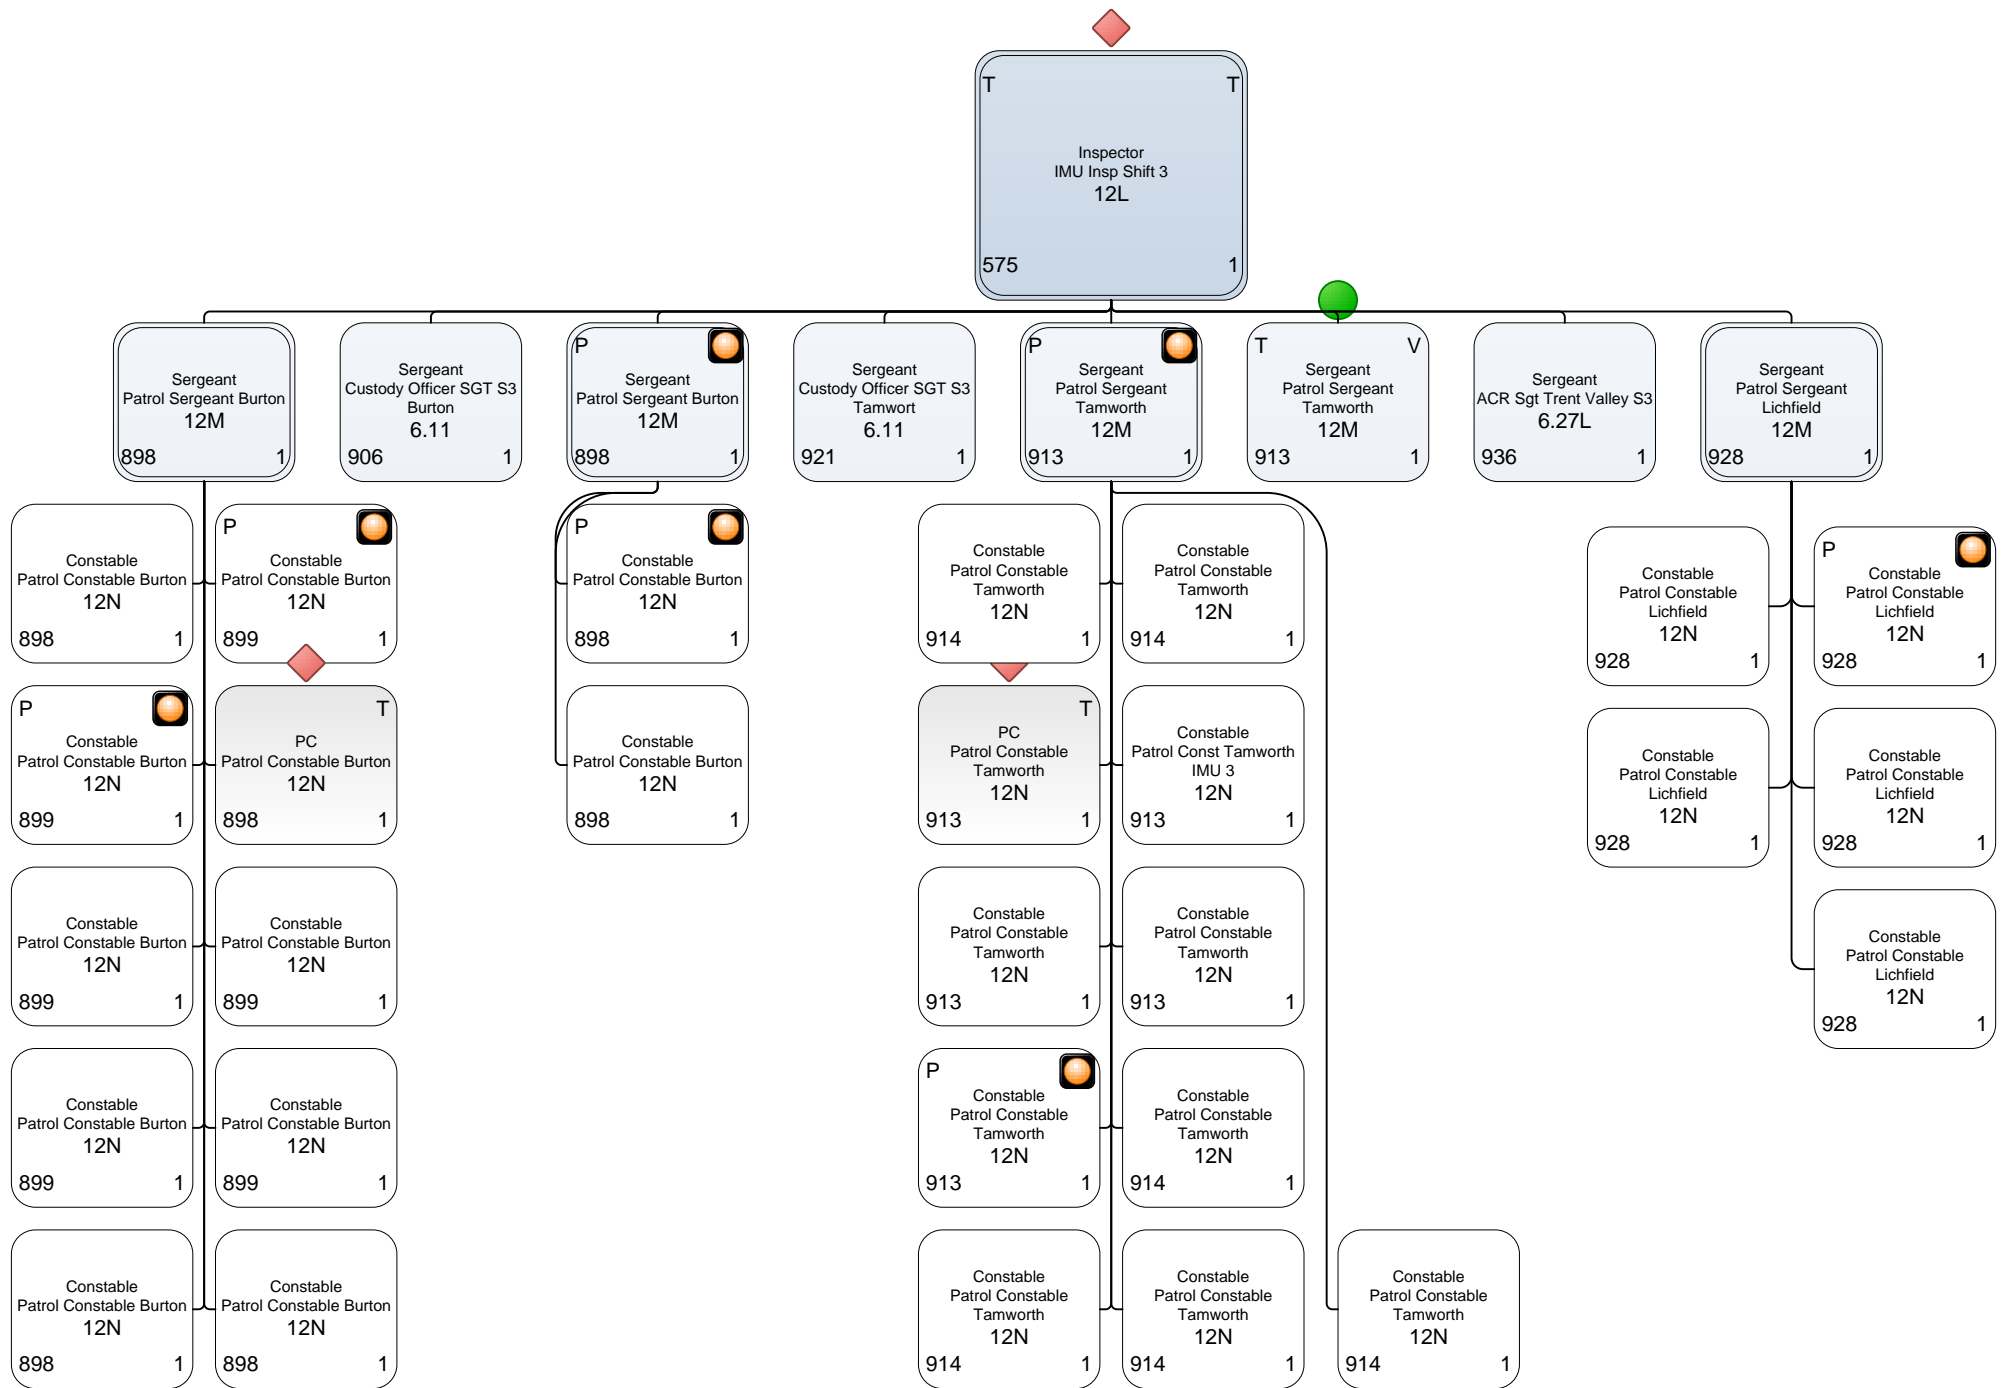 T T
Inspector
IMU Insp Shift 3
12L
575 1
Sergeant
Patrol Sergeant Burton
12M
898 1
Sergeant
Custody Officer SGT S3
Burton
6.11
906 1
P
Sergeant
Patrol Sergeant Burton
12M
898 1
Sergeant
Custody Officer SGT S3
Tamwort
6.11
921 1
P
Sergeant
Patrol Sergeant
Tamworth
12M
913 1
T V
Sergeant
Patrol Sergeant
Tamworth
12M
913 1
Sergeant
ACR Sgt Trent Valley S3
6.27L
936 1
Sergeant
Patrol Sergeant
Lichfield
12M
928 1
Constable
Patrol Constable Burton
12N
898 1
P
Constable
Patrol Constable Burton
12N
899 1
P
Constable
Patrol Constable Burton
12N
899 1
T
PC
Patrol Constable Burton
12N
898 1
Constable
Patrol Constable Burton
12N
899 1
Constable
Patrol Constable Burton
12N
899 1
Constable
Patrol Constable Burton
12N
899 1
Constable
Patrol Constable Burton
12N
899 1
Constable
Patrol Constable Burton
12N
898 1
Constable
Patrol Constable Burton
12N
898 1
P
Constable
Patrol Constable Burton
12N
898 1
Constable
Patrol Constable Burton
12N
898 1
Constable
Patrol Constable
Tamworth
12N
914 1
Constable
Patrol Constable
Tamworth
12N
914 1
T
PC
Patrol Constable
Tamworth
12N
913 1
Constable
Patrol Const Tamworth
IMU 3
12N
913 1
Constable
Patrol Constable
Tamworth
12N
913 1
Constable
Patrol Constable
Tamworth
12N
913 1
P
Constable
Patrol Constable
Tamworth
12N
913 1
Constable
Patrol Constable
Tamworth
12N
914 1
Constable
Patrol Constable
Tamworth
12N
914 1
Constable
Patrol Constable
Tamworth
12N
914 1
Constable
Patrol Constable
Tamworth
12N
914 1
Constable
Patrol Constable
Lichfield
12N
928 1
P
Constable
Patrol Constable
Lichfield
12N
928 1
Constable
Patrol Constable
Lichfield
12N
928 1
Constable
Patrol Constable
Lichfield
12N
928 1
Constable
Patrol Constable
Lichfield
12N
928 1